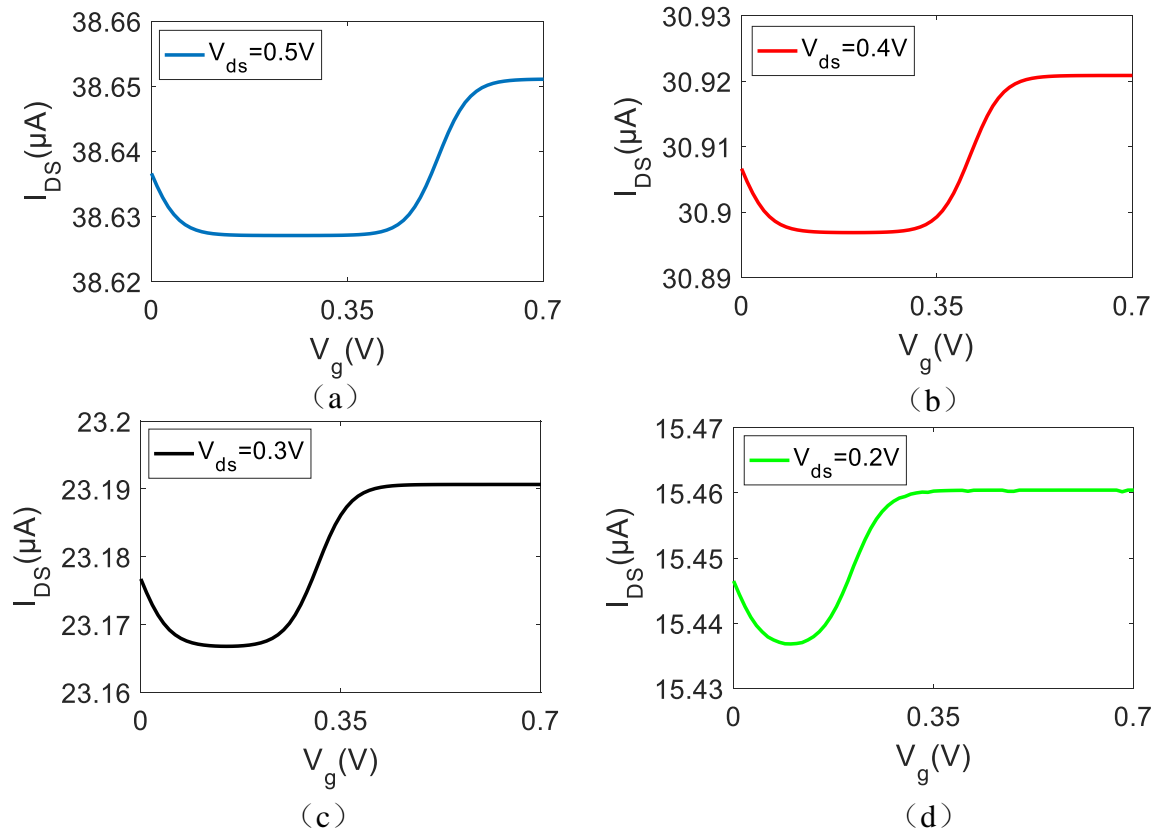 38.66
38.65
38.64
38.63
38.62
I_DS(μA)
V_ds=0.5V
0
0.35
0.7
V_g(V)
（a）
30.93
30.92
30.91
30.9
30.89
I_DS(μA)
V_ds=0.4V
0
0.35
0.7
V_g(V)
（b）
23.2
23.19
23.18
23.17
23.16
I_DS(μA)
V_ds=0.3V
0
0.35
0.7
V_g(V)
（c）
15.47
15.46
15.45
15.44
15.43
I_DS(μA)
V_ds=0.2V
0
0.35
0.7
V_g(V)
（d）